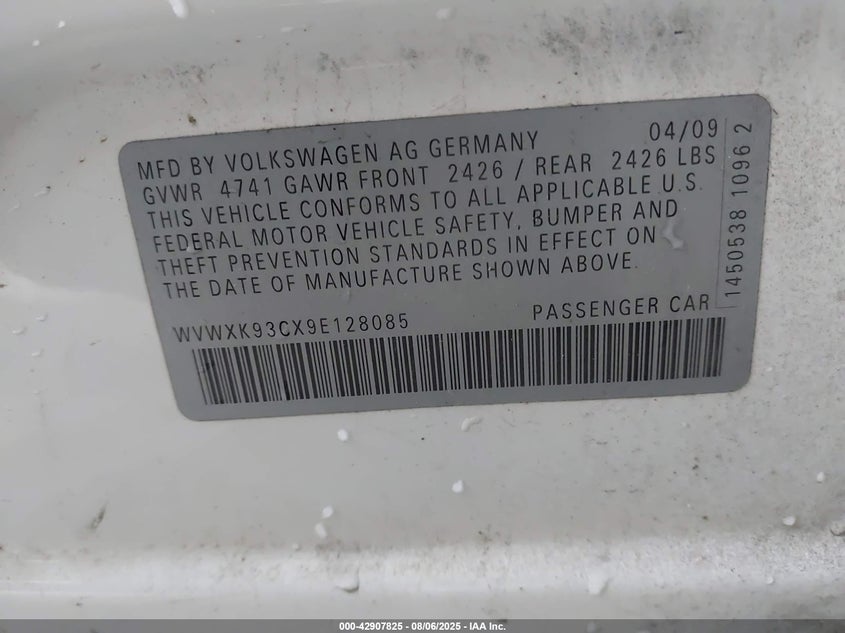 04/09
MFD BY VOLKSWAGEN AG GERMANY
GVWR 4741 GAWR FRONT 2426 / REAR 2426 LBS
THIS VEHICLE CONFORMS TO ALL APPLICABLE U.S.
FEDERAL MOTOR VEHICLE SAFETY, BUMPER AND
THEFT PREVENTION STANDARDS IN EFFECT ON
THE DATE OF MANUFACTURE SHOWN ABOVE.
WVWXK93CX9E128085
PASSENGER CAR
1450538 1096 2
000-42907825 - 08/06/2025 - IAA Inc.